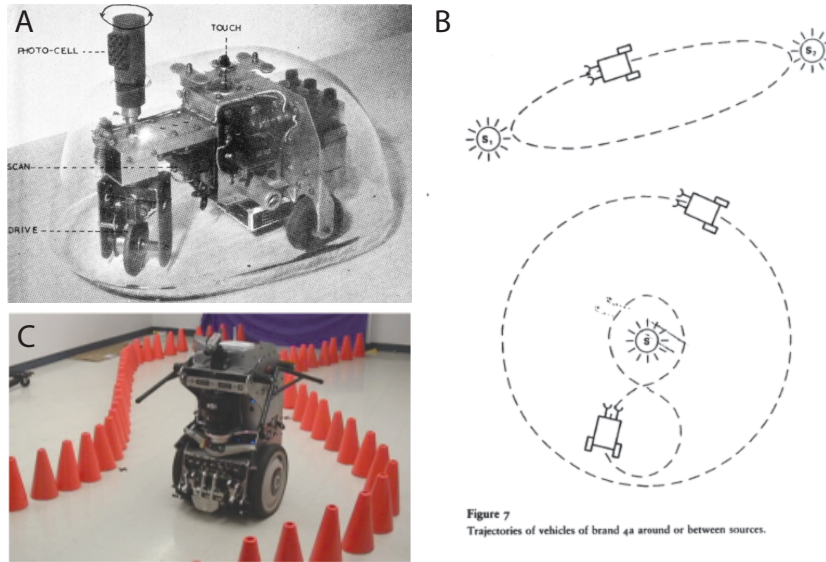 A
TOUCH
PHOTO-CELL
SCAN
DRIVE
B
S₁
S₂
S
C
Figure 7
Trajectories of vehicles of brand 4a around or between sources.